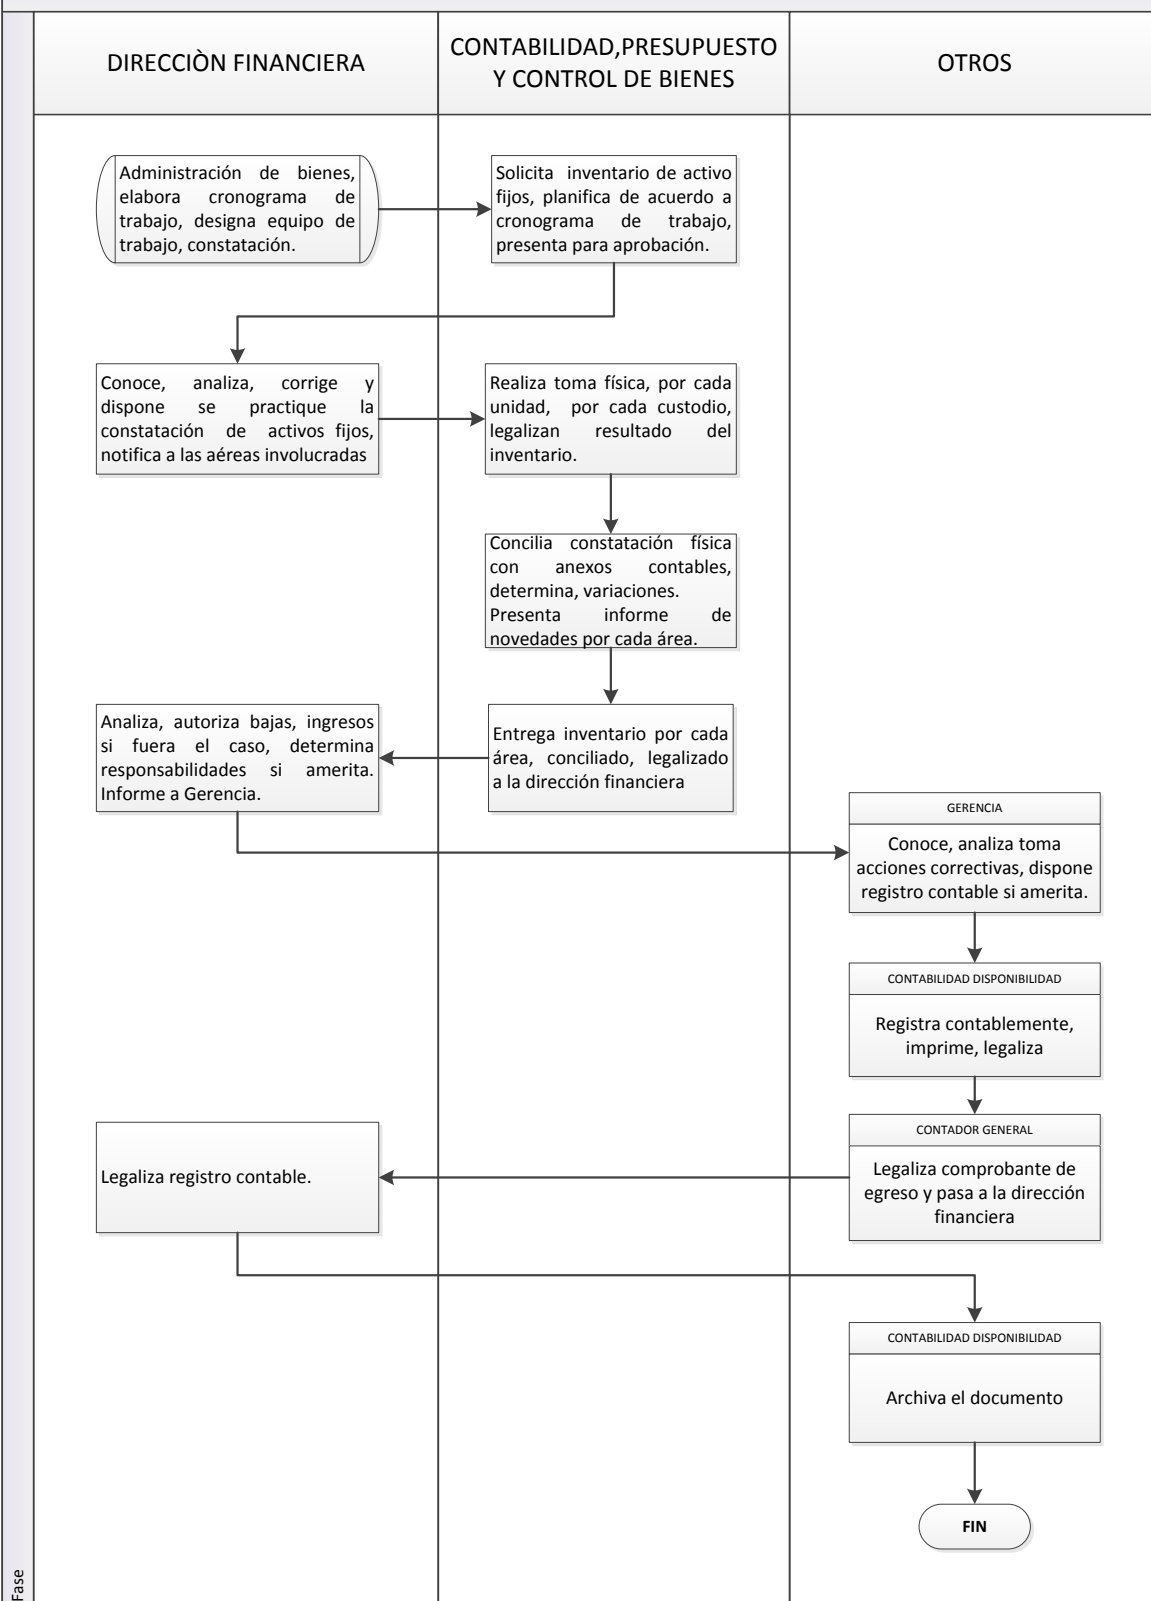 DIRECCIÒN FINANCIERA
CONTABILIDAD,PRESUPUESTO
Y CONTROL DE BIENES
OTROS
Administración de bienes,
elabora cronograma de
trabajo, designa equipo de
trabajo, constatación.
Solicita inventario de activo
fijos, planifica de acuerdo a
cronograma de trabajo,
presenta para aprobación.
Conoce, analiza, corrige y
dispone se practique la
constatación de activos fijos,
notifica a las aéreas involucradas
Realiza toma física, por cada
unidad, por cada custodio,
legalizan resultado del
inventario.
Concilia constatación física
con anexos contables,
determina, variaciones.
Presenta informe de
novedades por cada área.
Analiza, autoriza bajas, ingresos
si fuera el caso, determina
responsabilidades si amerita.
Informe a Gerencia.
Entrega inventario por cada
área, conciliado, legalizado
a la dirección financiera
GERENCIA
Conoce, analiza toma
acciones correctivas, dispone
registro contable si amerita.
CONTABILIDAD DISPONIBILIDAD
Registra contablemente,
imprime, legaliza
CONTADOR GENERAL
Legaliza comprobante de
egreso y pasa a la dirección
financiera
Legaliza registro contable.
CONTABILIDAD DISPONIBILIDAD
Archiva el documento
FIN
Fase